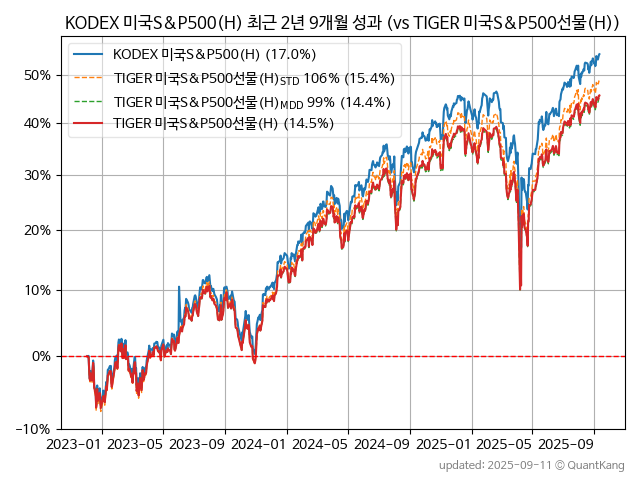 KODEX 미국S&P500(H) 최근 2년 9개월 성과 (vs TIGER 미국S&P500선물(H))
KODEX 미국S&P500(H) (17.0%)
TIGER 미국S&P500선물(H)STD 106% (15.4%)
TIGER 미국S&P500선물(H)MDD 99% (14.4%)
TIGER 미국S&P500선물(H) (14.5%)
50%
40%
30%
20%
10%
0%
-10%
2023-01 2023-05 2023-09 2024-01 2024-05 2024-09 2025-01 2025-05 2025-09
updated: 2025-09-11 © QuantKang